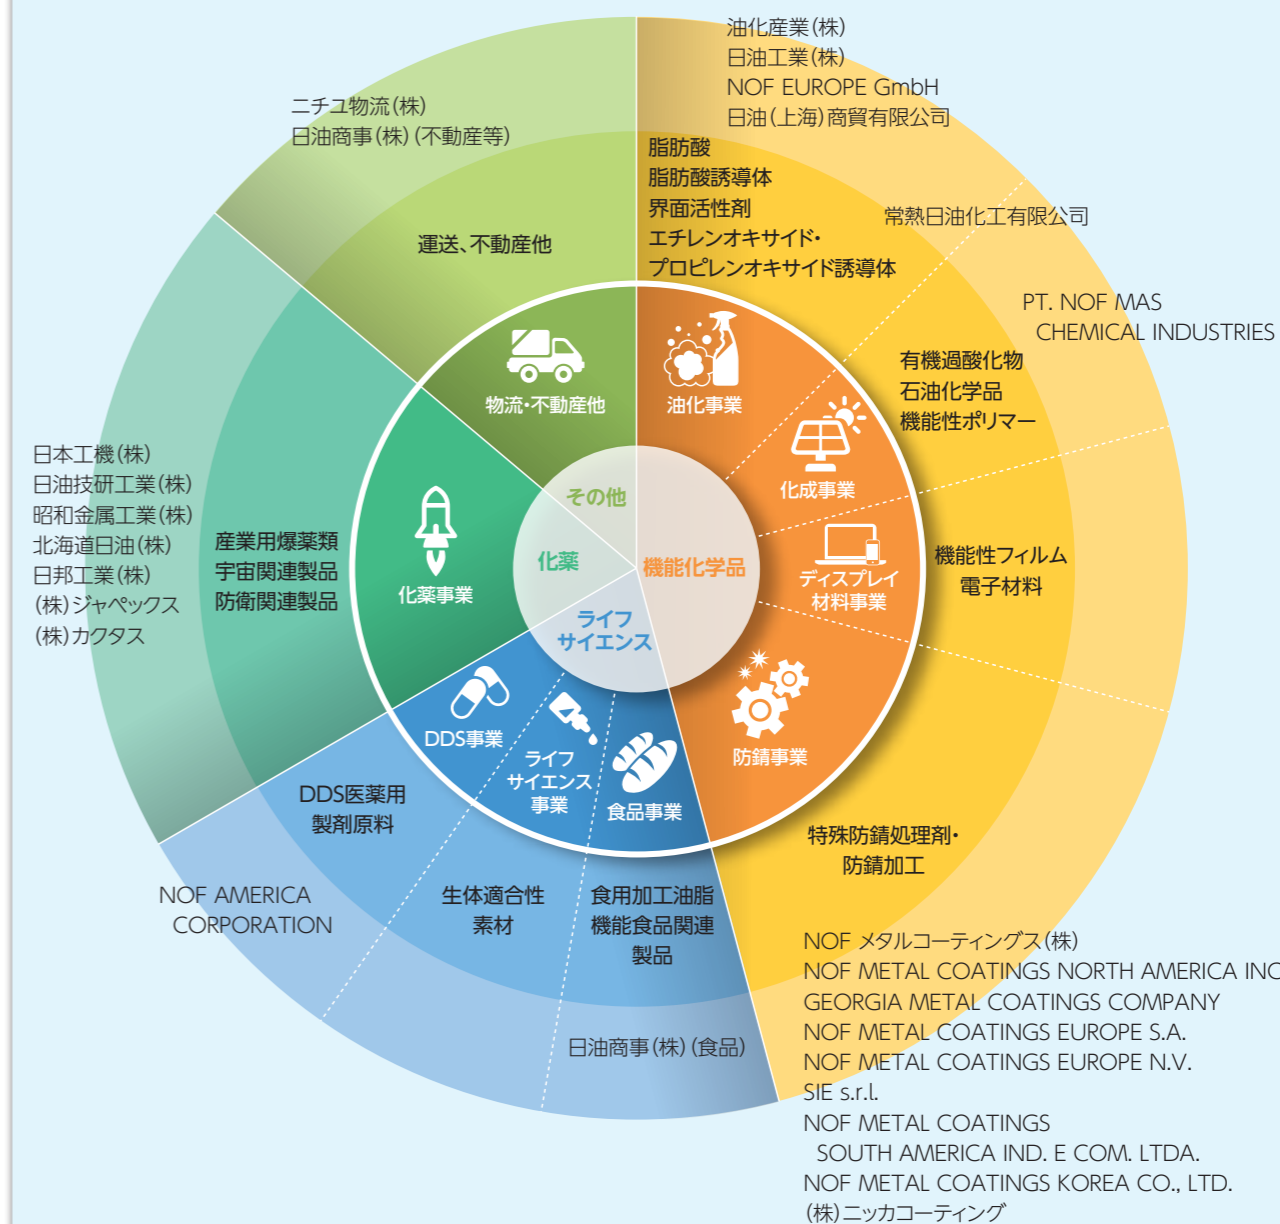 油化産業(株)
日油工業(株)
NOF EUROPE GmbH
日油(上海)商貿有限公司
ニチユ物流(株)
日油商事(株)(不動産等)
脂肪酸
脂肪酸誘導体
界面活性剤
エチレンオキサイド・
プロピレンオキサイド誘導体
常熱日油化工有限公司
運送、不動産他
PT. NOF MAS
CHEMICAL INDUSTRIES
有機過酸化物
石油化学品
機能性ポリマー
物流・不動産他
油化事業
化成事業
その他
化薬
機能化学品
ライフ
サイエンス
日本工機(株)
日油技研工業(株)
昭和金属工業(株)
北海道日油(株)
日邦工業(株)
(株)ジャペックス
(株)カクタス
産業用爆薬類
宇宙関連製品
防衛関連製品
化薬事業
ディスプレイ
材料事業
機能性フィルム
電子材料
DDS事業
ライフ
サイエンス
事業
食品事業
防錆事業
DDS医薬用
製剤原料
特殊防錆処理剤・
防錆加工
NOF AMERICA
CORPORATION
生体適合性
素材
食用加工油脂
機能食品関連
製品
日油商事(株)(食品)
NOF メタルコーティングス(株)
NOF METAL COATINGS NORTH AMERICA INC
GEORGIA METAL COATINGS COMPANY
NOF METAL COATINGS EUROPE S.A.
NOF METAL COATINGS EUROPE N.V.
SIE s.r.l.
NOF METAL COATINGS
SOUTH AMERICA IND. E COM. LTDA.
NOF METAL COATINGS KOREA CO., LTD.
(株)ニッカコーティング